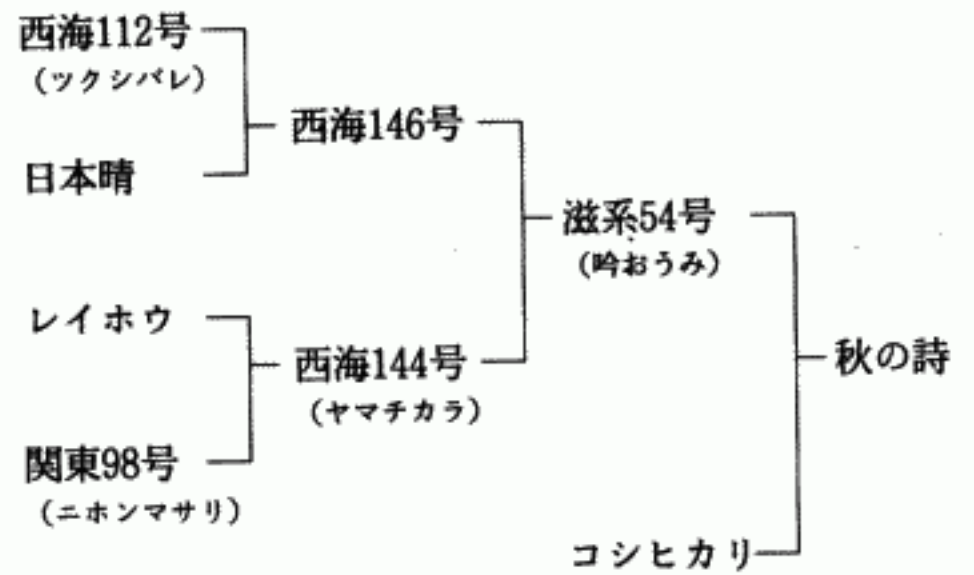 西海112号
(ツクシバレ)
西海146号
日本晴
滋系54号
(吟おうみ)
レイホウ
西海144号
秋の詩
(ヤマチカラ)
関東98号
(ニホンマサリ)
コシヒカリ